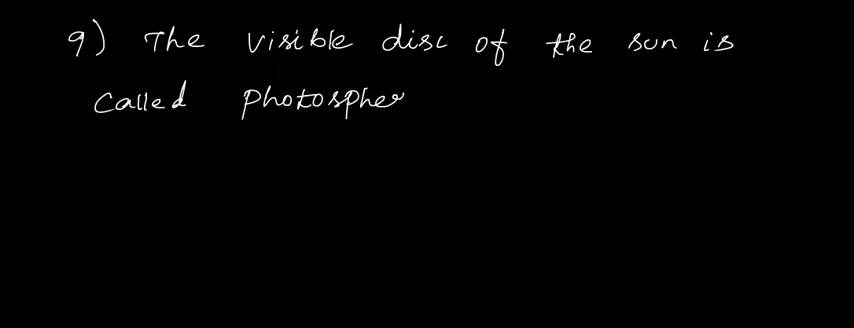 9) The visible disc of the sun is
called photospher